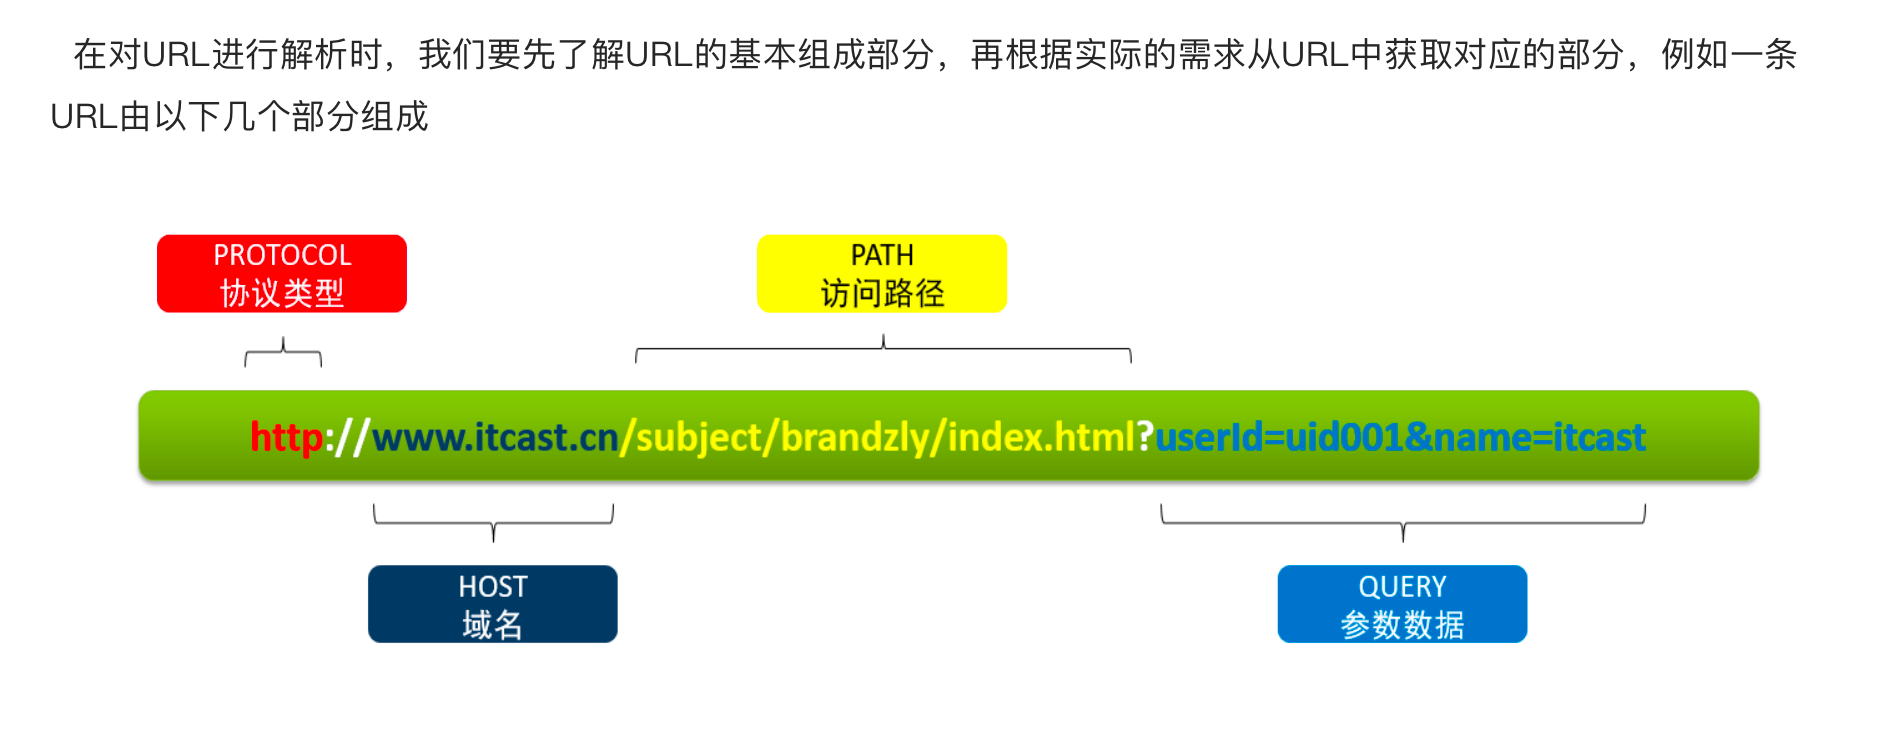 在对URL进行解析时，我们要先了解URL的基本组成部分，再根据实际的需求从URL中获取对应的部分，例如一条
URL由以下几个部分组成
PROTOCOL
协议类型
PATH
访问路径
http://www.itcast.cn/subject/brandzly/index.html?userId=uid001&name=itcast
HOST
域名
QUERY
参数数据